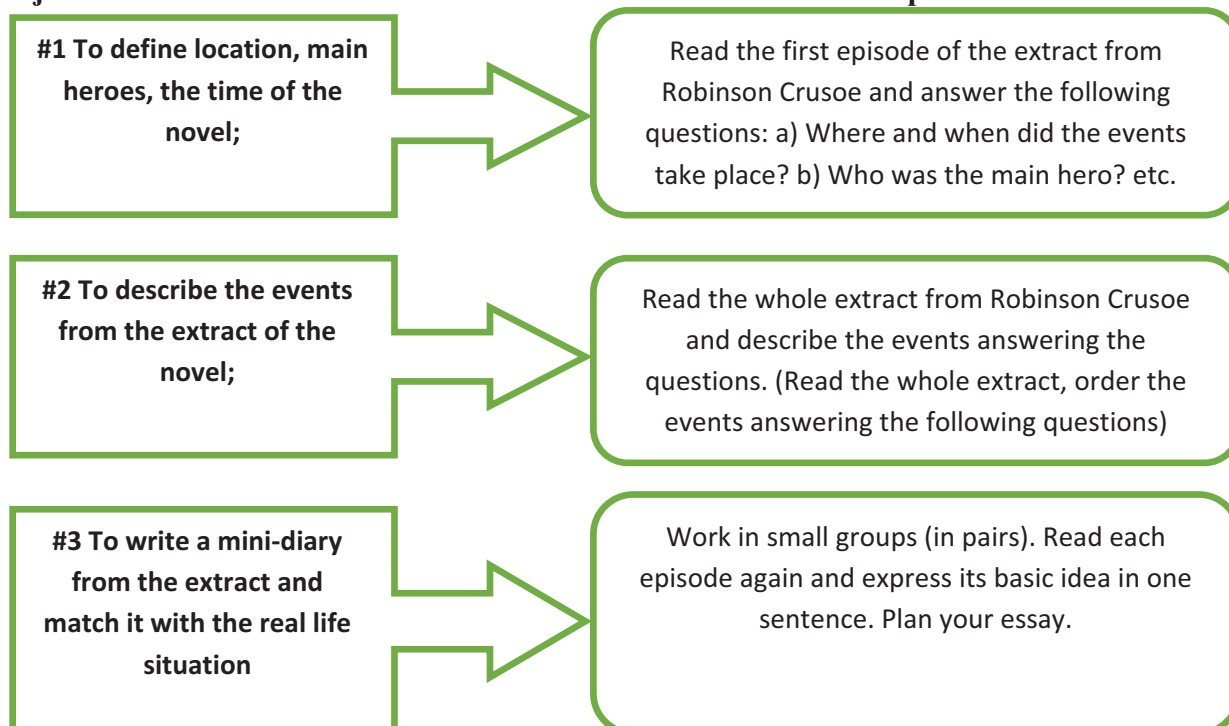 #1 To define location, main
heroes, the time of the
novel;
Read the first episode of the extract from
Robinson Crusoe and answer the following
questions: a) Where and when did the events
take place? b) Who was the main hero? etc.
#2 To describe the events
from the extract of the
novel;
Read the whole extract from Robinson Crusoe
and describe the events answering the
questions. (Read the whole extract, order the
events answering the following questions)
#3 To write a mini-diary
from the extract and
match it with the real life
situation
Work in small groups (in pairs). Read each
episode again and express its basic idea in one
sentence. Plan your essay.